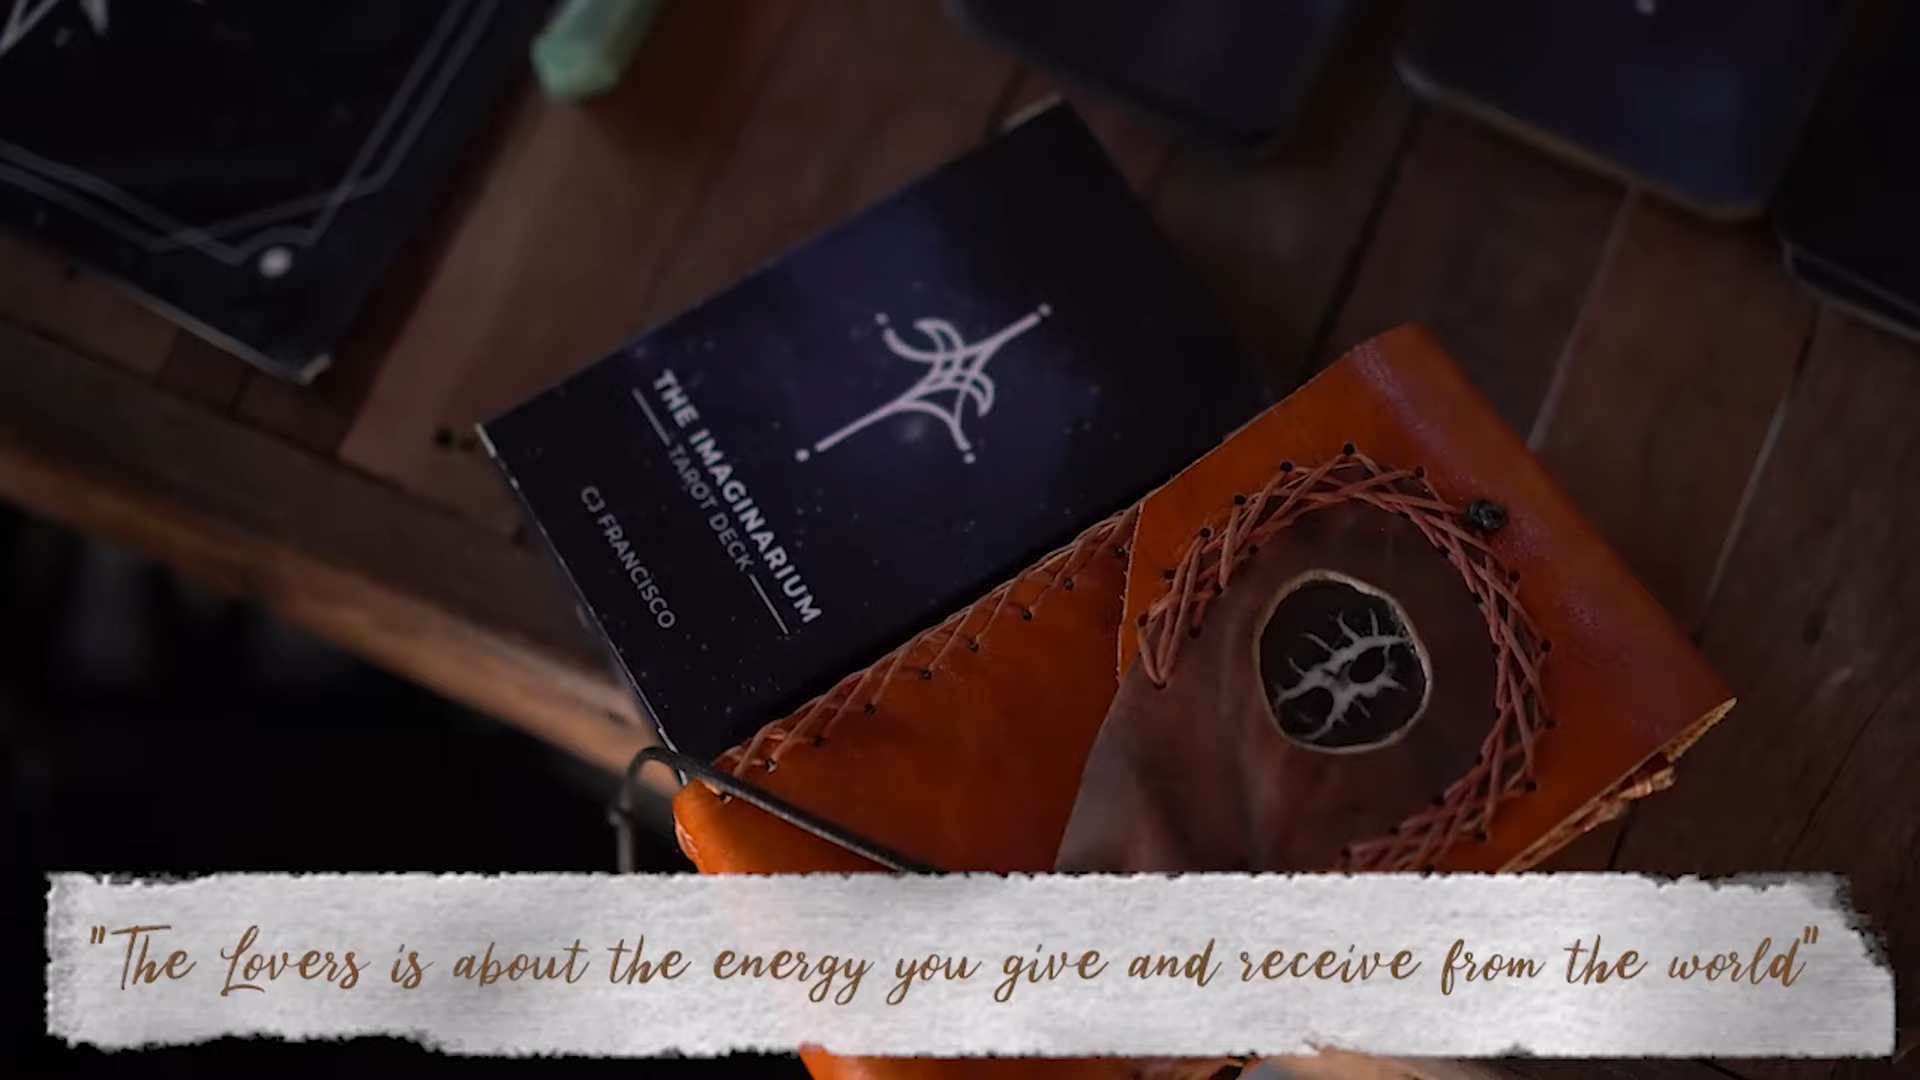 THE IMAGINARIUM
TAROT DECK
CJ FRANCISCO
"The Lovers is about the energy you give and receive from the world"